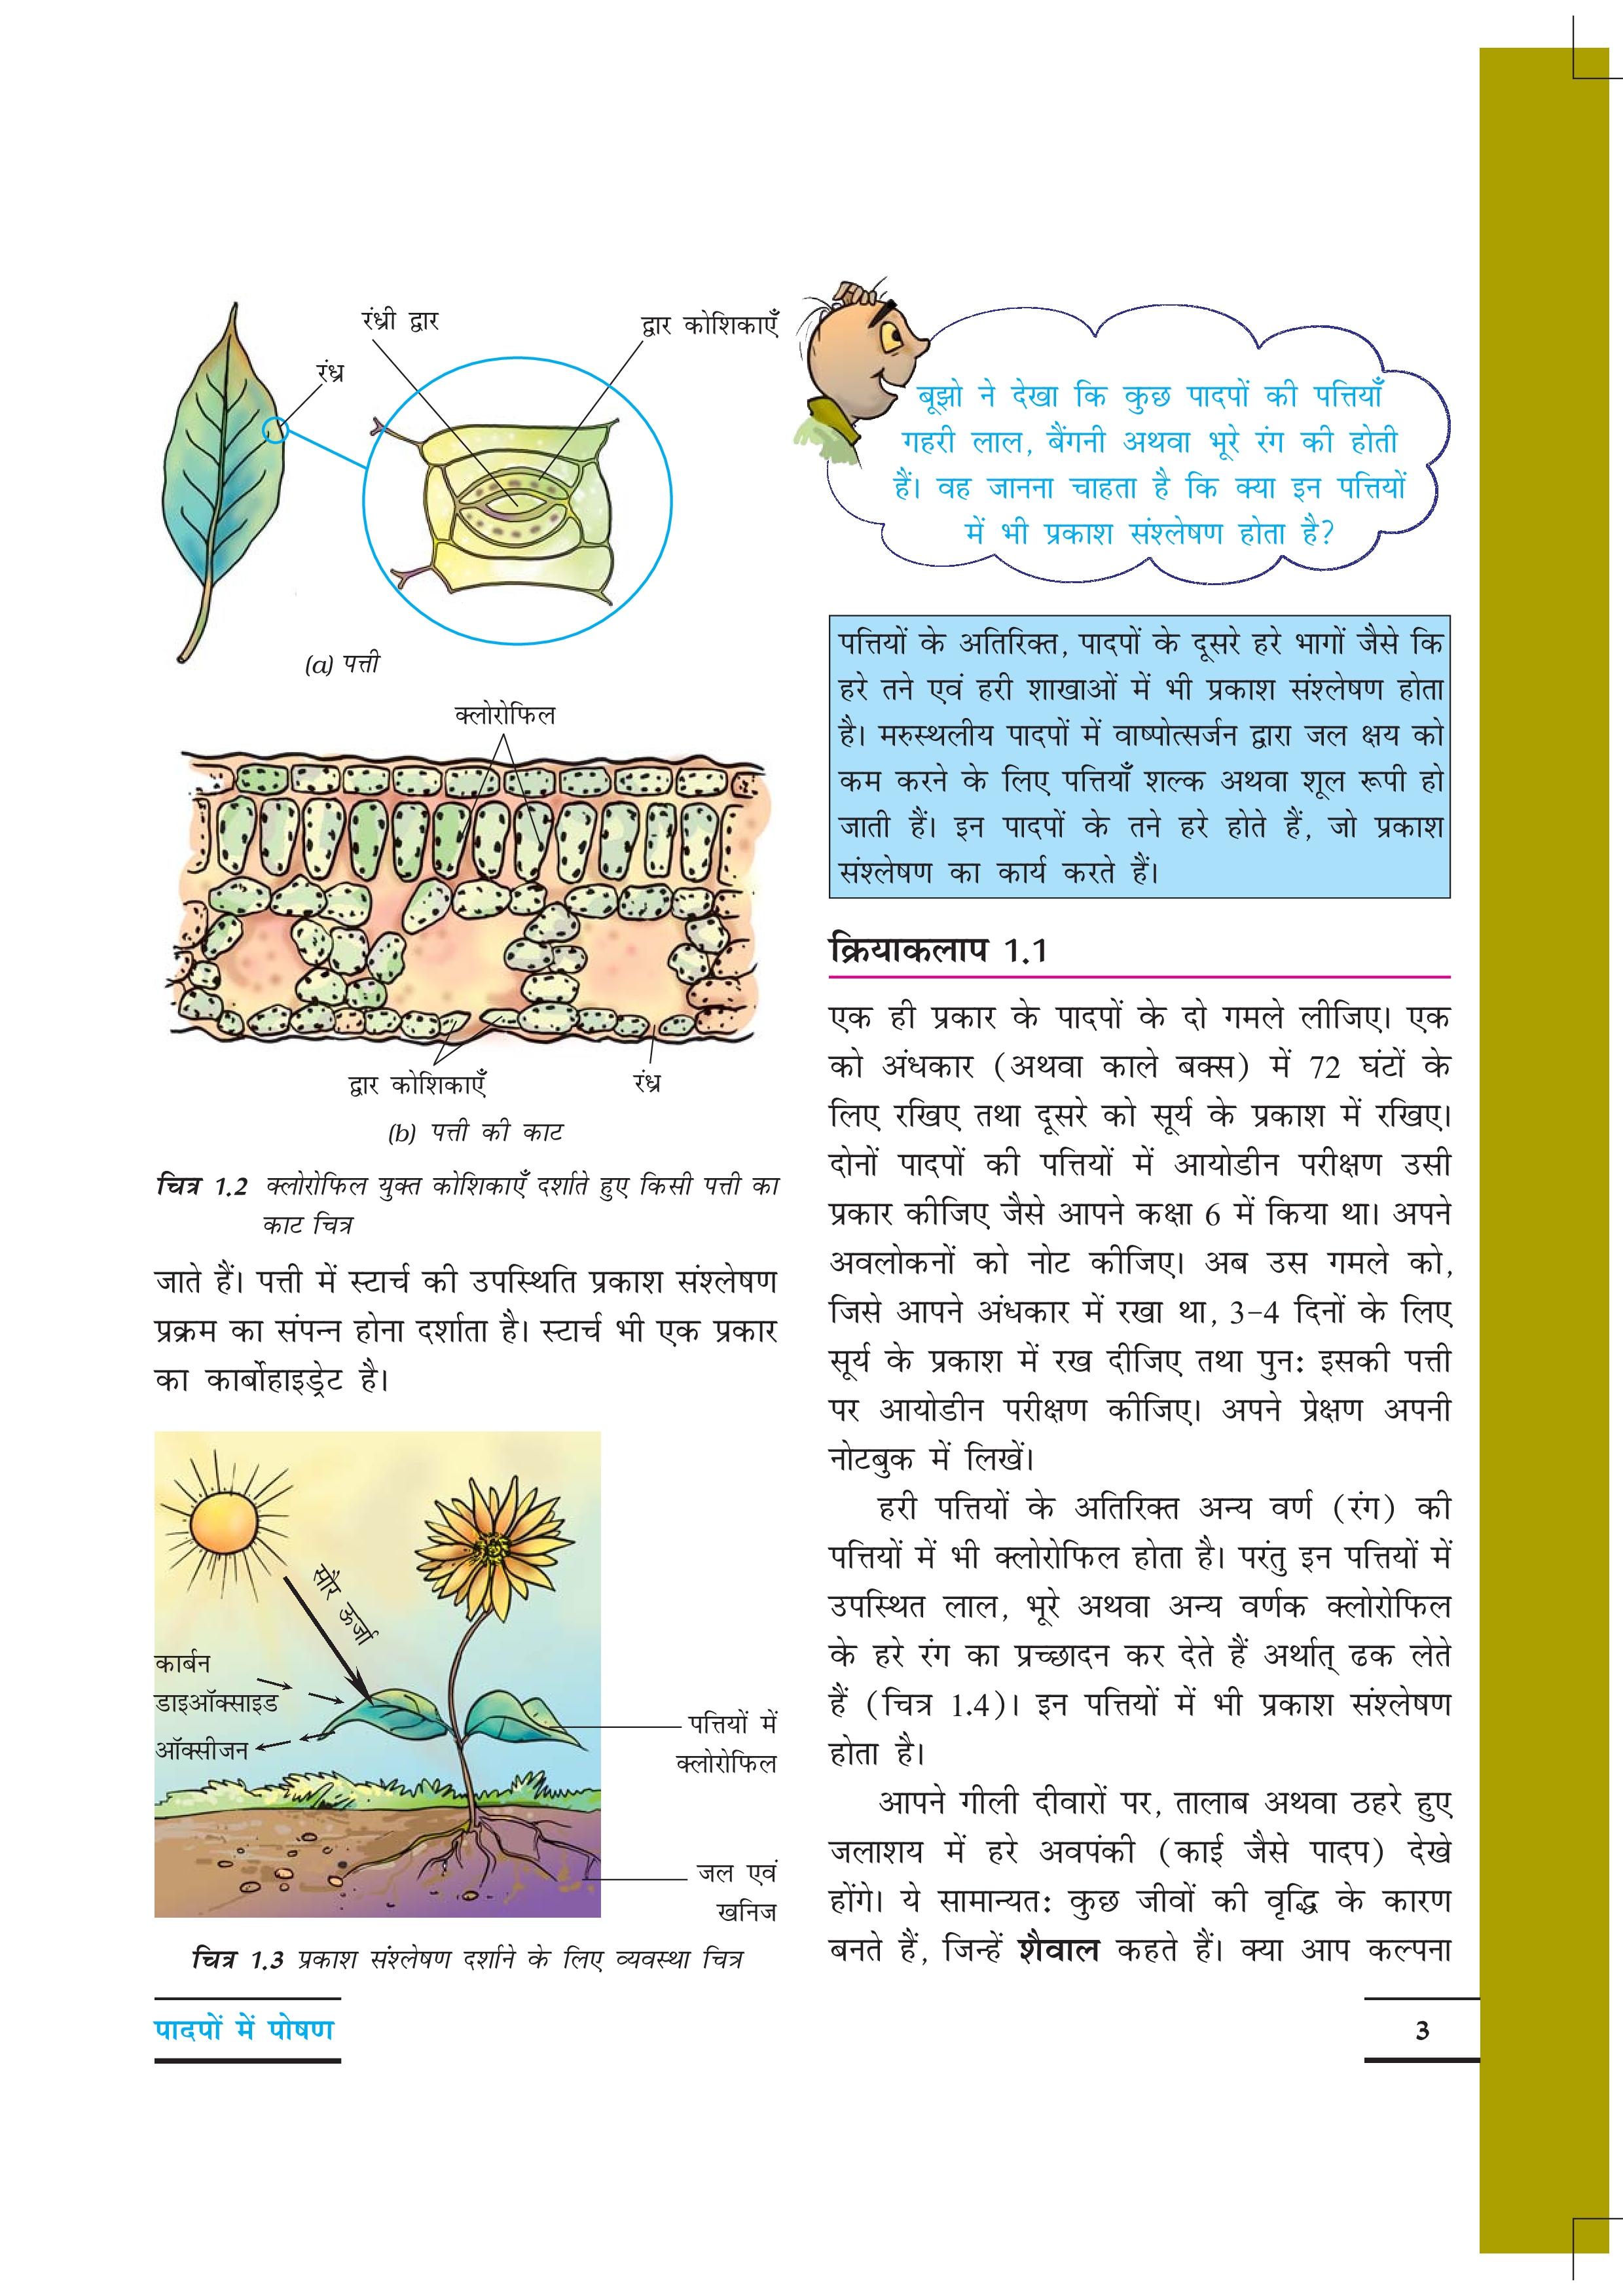 रंध्री द्वार
द्वार कोशिकाएँ
रंध्र
(a) पत्ती
क्लोरोफिल
द्वार कोशिकाएँ
रंध्र
(b) पत्ती की काट
चित्र 1.2 क्लोरोफिल युक्त कोशिकाएँ दर्शाते हुए किसी पत्ती का
काट चित्र
जाते हैं। पत्ती में स्टार्च की उपस्थिति प्रकाश संश्लेषण
प्रक्रम का संपन्न होना दर्शाता है। स्टार्च भी एक प्रकार
का कार्बोहाइड्रेट है।
सौर ऊर्जा
कार्बन
डाइऑक्साइड
ऑक्सीजन
पत्तियों में
क्लोरोफिल
जल एवं
खनिज
चित्र 1.3 प्रकाश संश्लेषण दर्शाने के लिए व्यवस्था चित्र
बूझो ने देखा कि कुछ पादपों की पत्तियाँ
गहरी लाल, बैंगनी अथवा भूरे रंग की होती
हैं। वह जानना चाहता है कि क्या इन पत्तियों
में भी प्रकाश संश्लेषण होता है?
पत्तियों के अतिरिक्त, पादपों के दूसरे हरे भागों जैसे कि
हरे तने एवं हरी शाखाओं में भी प्रकाश संश्लेषण होता
है। मरुस्थलीय पादपों में वाष्पोत्सर्जन द्वारा जल क्षय को
कम करने के लिए पत्तियाँ शल्क अथवा शूल रूपी हो
जाती हैं। इन पादपों के तने हरे होते हैं, जो प्रकाश
संश्लेषण का कार्य करते हैं।
क्रियाकलाप 1.1
एक ही प्रकार के पादपों के दो गमले लीजिए। एक
को अंधकार (अथवा काले बक्स) में 72 घंटों के
लिए रखिए तथा दूसरे को सूर्य के प्रकाश में रखिए।
दोनों पादपों की पत्तियों में आयोडीन परीक्षण उसी
प्रकार कीजिए जैसे आपने कक्षा 6 में किया था। अपने
अवलोकनों को नोट कीजिए। अब उस गमले को,
जिसे आपने अंधकार में रखा था, 3-4 दिनों के लिए
सूर्य के प्रकाश में रख दीजिए तथा पुन: इसकी पत्ती
पर आयोडीन परीक्षण कीजिए। अपने प्रेक्षण अपनी
नोटबुक में लिखें।
हरी पत्तियों के अतिरिक्त अन्य वर्ण (रंग) की
पत्तियों में भी क्लोरोफिल होता है। परंतु इन पत्तियों में
उपस्थित लाल, भूरे अथवा अन्य वर्णक क्लोरोफिल
के हरे रंग का प्रच्छादन कर देते हैं अर्थात् ढक लेते
हैं (चित्र 1.4)। इन पत्तियों में भी प्रकाश संश्लेषण
होता है।
आपने गीली दीवारों पर, तालाब अथवा ठहरे हुए
जलाशय में हरे अवपंकी (काई जैसे पादप) देखे
होंगे। ये सामान्यत: कुछ जीवों की वृद्धि के कारण
बनते हैं, जिन्हें शैवाल कहते हैं। क्या आप कल्पना
पादपों में पोषण
3